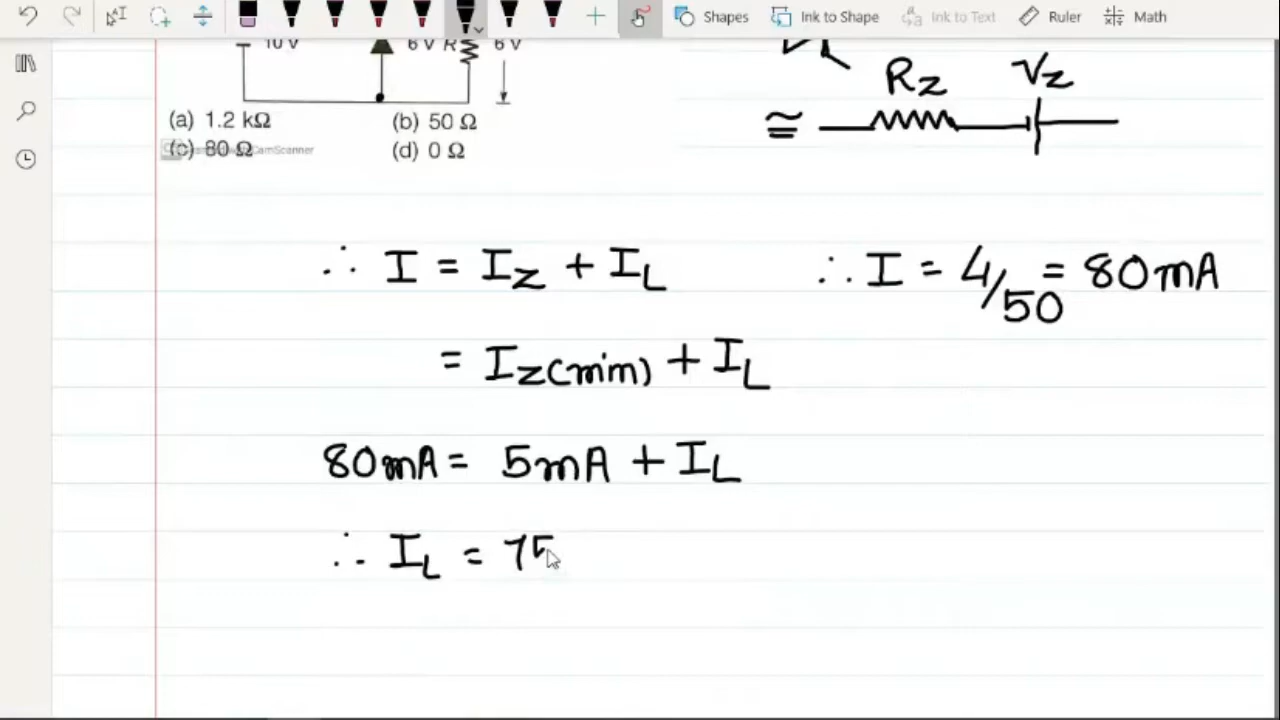 Shapes Ink to Shape Ink to Text Ruler Math
10 V 6 V R 6 V
(a) 1.2 kΩ (b) 50 Ω
(c) 80 Ω (d) 0 Ω
CamScanner
Rz Vz
≅
∴ I = Iz + IL ∴ I = 4/50 = 80mA
= Iz(min) + IL
80mA = 5mA + IL
∴ IL = 75